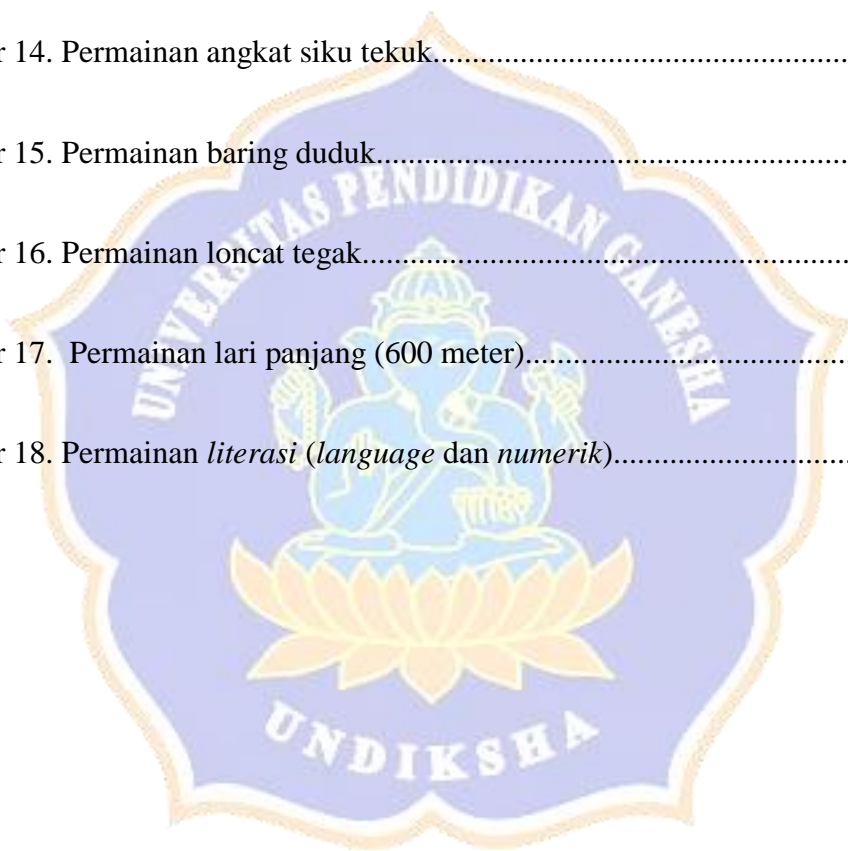 r 14. Permainan angkat siku tekuk.....................................................
r 15. Permainan baring duduk............................................................
UNIVERSITAS PENDIDIKAN GANESHA
r 16. Permainan loncat tegak..............................................................
r 17.  Permainan lari panjang (600 meter).........................................
r 18. Permainan literasi (language dan numerik)..............................
UNDIKSHA